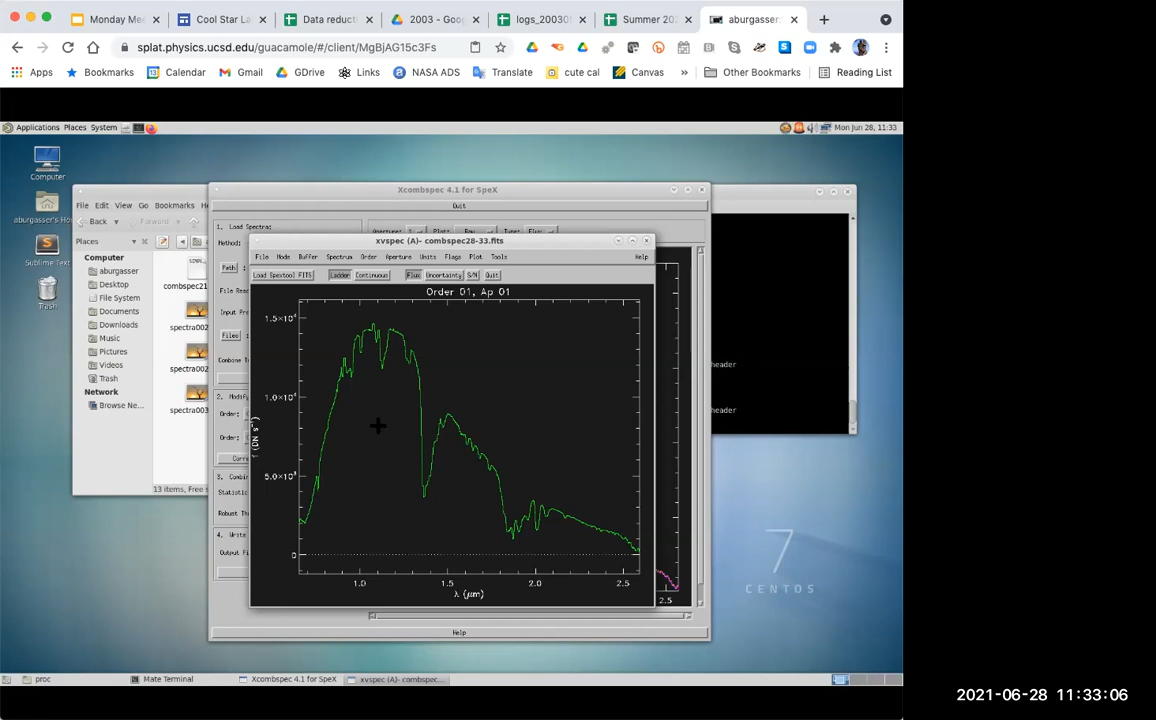 Monday Me
Cool Star La
Data reducti
2003 - Goo
logs_20030
Summer 202
aburgasser:
splat.physics.ucsd.edu/guacamole/#/client/MgBjAG15c3Fs
Apps Bookmarks Calendar Gmail GDrive Links NASA ADS Translate cute cal Canvas » Other Bookmarks Reading List
Applications Places System Mon Jun 28, 11:33
Computer
aburgasser's Ho
Sublime Text
Trash
File Edit View Go Bookmarks He
Back Forward
Places
Computer
aburgasser
Desktop
File System
Documents
Downloads
Music
Pictures
Videos
Trash
Network
Browse Ne...
combspec21
spectra002
spectra002
spectra003
13 items, Free s
Xcombspec 4.1 for SpeX
Quit
1. Load Spectra:
Method:
Path
File Rea
Input Pre
Files
Combine T
2. Modify
Order:
Order:
Corre
3. Combin
Statistic
Robust Th
4. Write
Output Fi
Help
2.5
header
header
xvspec (A)- combspec28-33.fits
File Mode Buffer Spectrum Order Aperture Units Flags Plot Tools Help
Load Spextool FITS Ladder Continuous Flux Uncertainty S/N Quit
Order 01, Ap 01
1.5×10⁴
1.0×10⁴
5.0×10³
0
1.0 1.5 2.0 2.5
λ (μm)
7
CENTOS
proc Mate Terminal Xcombspec 4.1 for SpeX xvspec (A)- combspec...
2021-06-28 11:33:06